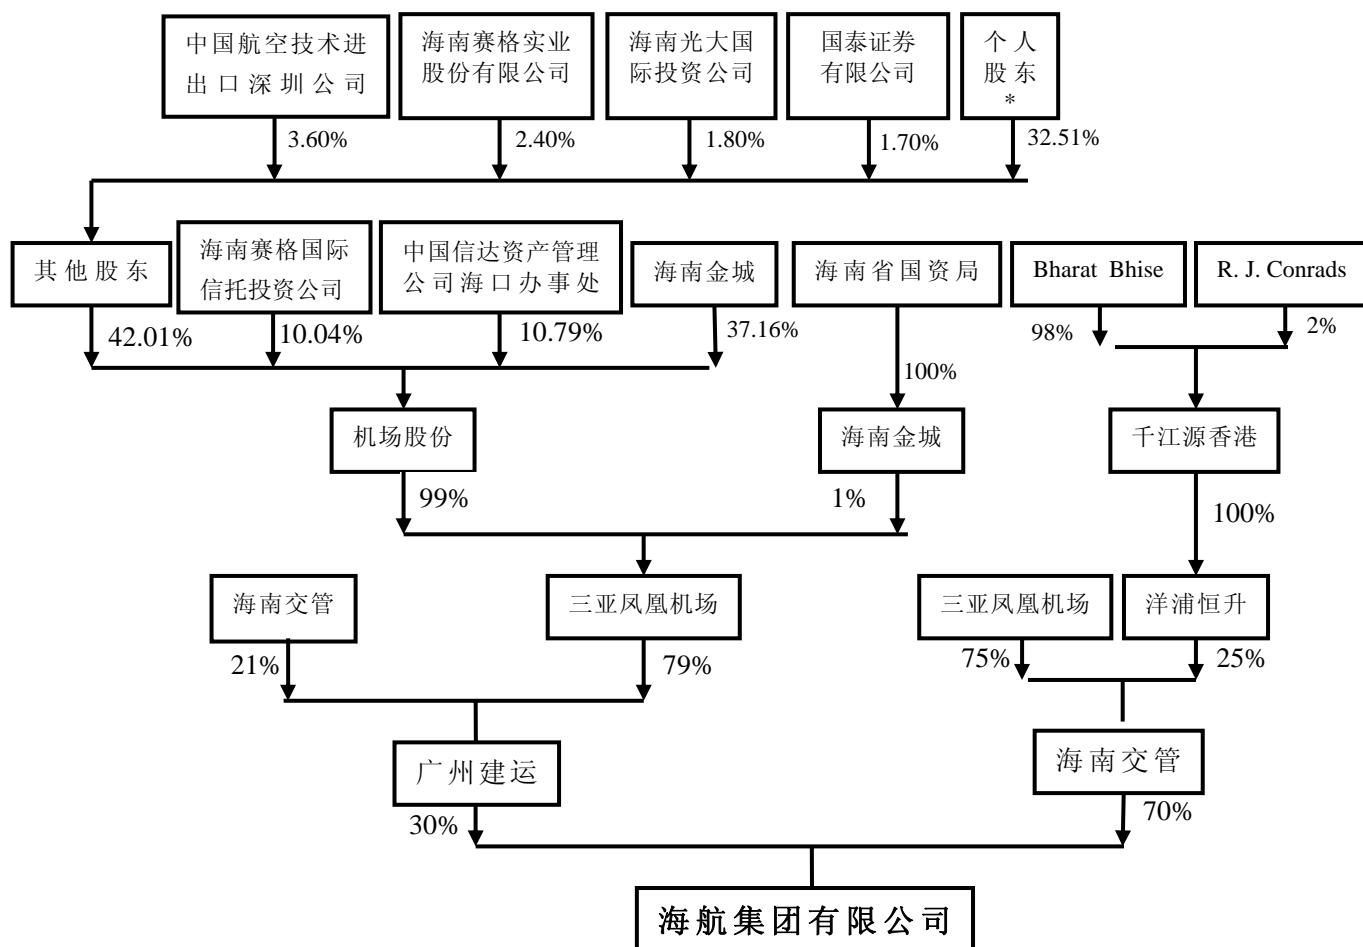 中国航空技术进
出口深圳公司
海南赛格实业
股份有限公司
海南光大国
际投资公司
国泰证券
有限公司
个人
股东
*
3.60%
2.40%
1.80%
1.70%
32.51%
其他股东
海南赛格国际
信托投资公司
中国信达资产管理
公司海口办事处
海南金城
海南省国资局
Bharat Bhise
R. J. Conrads
42.01%
10.04%
10.79%
37.16%
100%
98%
2%
机场股份
海南金城
千江源香港
99%
1%
100%
海南交管
三亚凤凰机场
三亚凤凰机场
洋浦恒升
21%
79%
75%
25%
广州建运
海南交管
30%
70%
海航集团有限公司